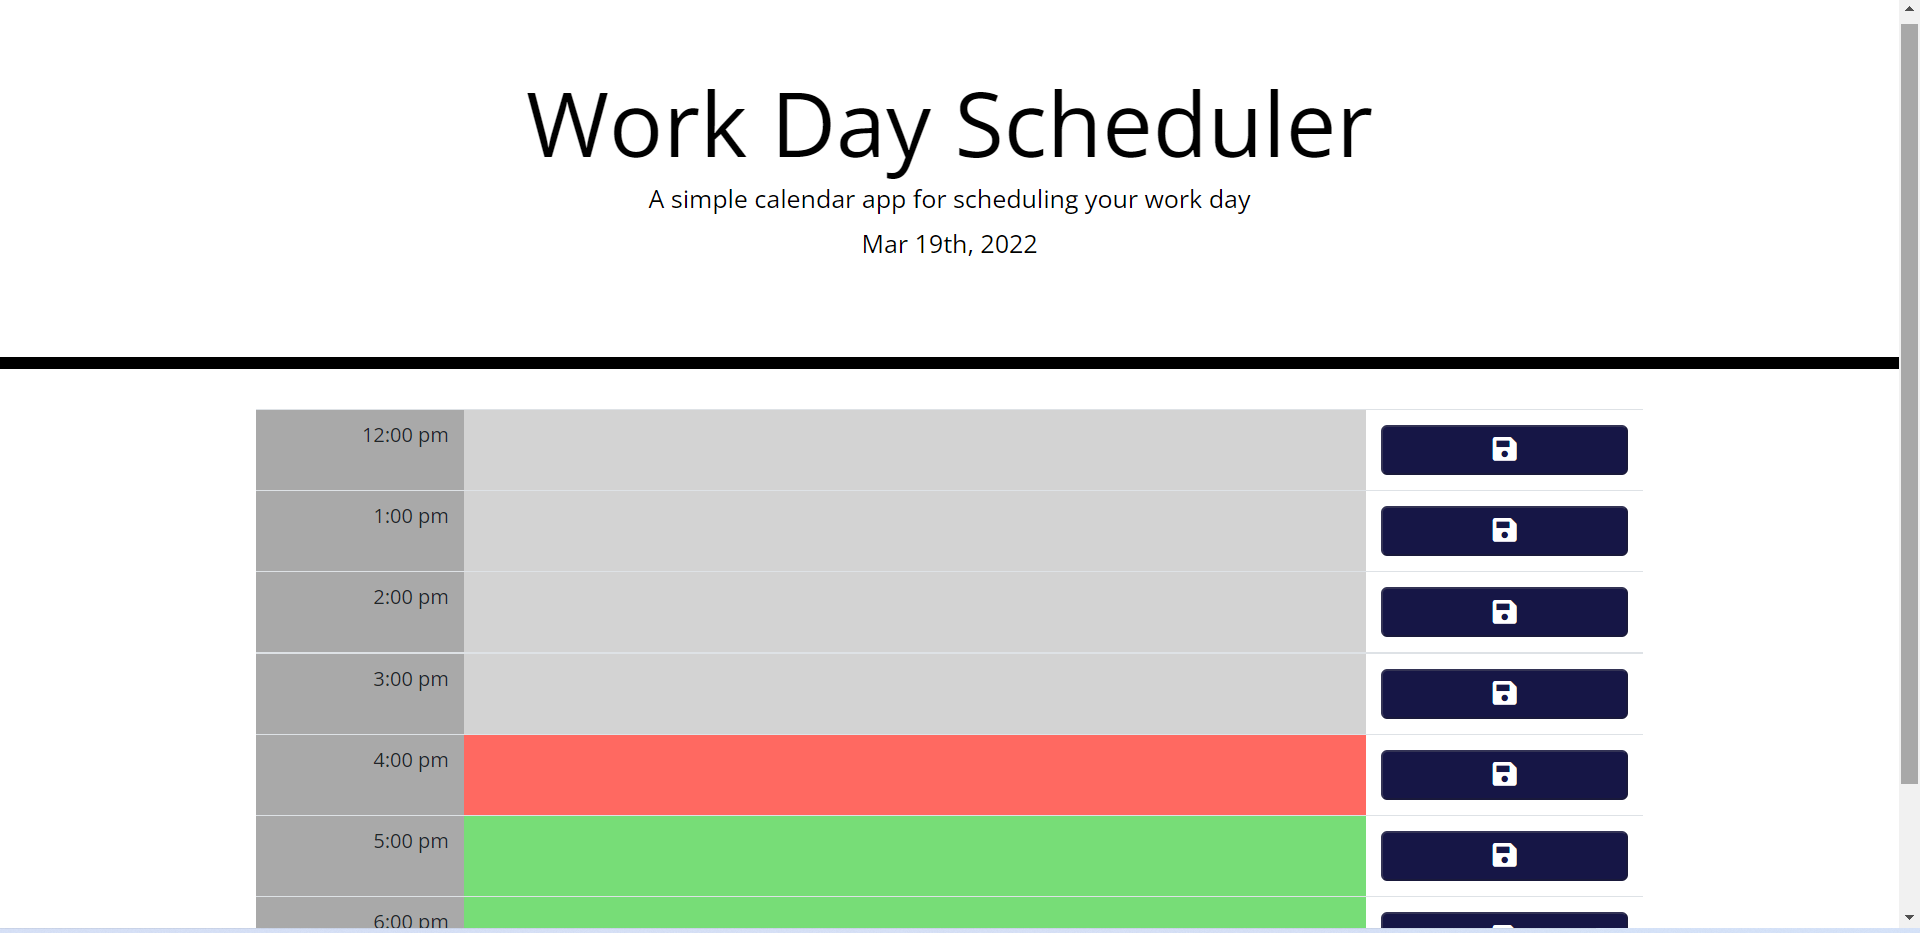 Work Day Scheduler
A simple calendar app for scheduling your work day
Mar 19th, 2022
12:00 pm
1:00 pm
2:00 pm
3:00 pm
4:00 pm
5:00 pm
6:00 pm